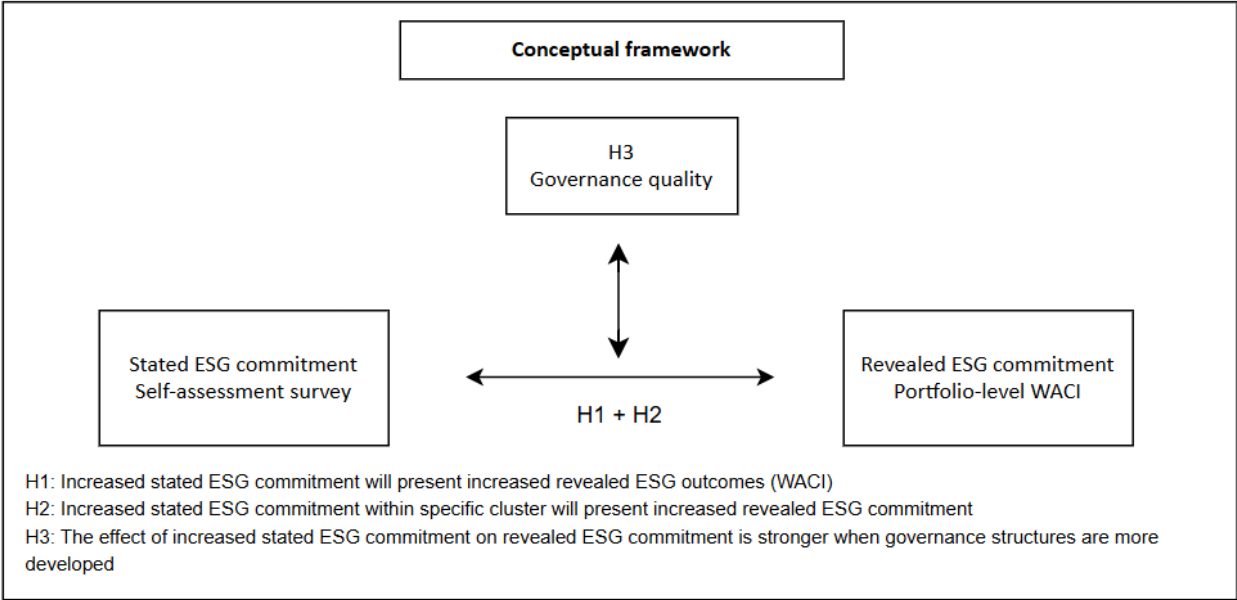 Conceptual framework
H3
Governance quality
Stated ESG commitment
Self-assessment survey
Revealed ESG commitment
Portfolio-level WACI
H1 + H2
H1: Increased stated ESG commitment will present increased revealed ESG outcomes (WACI)
H2: Increased stated ESG commitment within specific cluster will present increased revealed ESG commitment
H3: The effect of increased stated ESG commitment on revealed ESG commitment is stronger when governance structures are more
developed